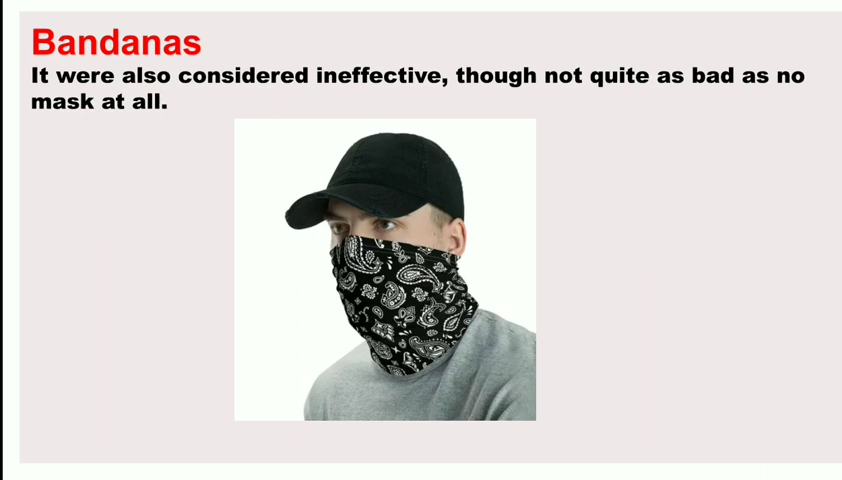 Bandanas
It were also considered ineffective, though not quite as bad as no
mask at all.